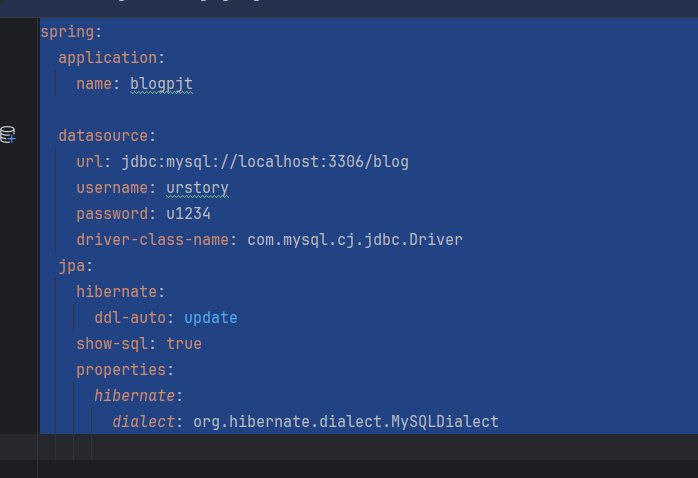 spring:
  application:
    name: blogpjt

  datasource:
    url: jdbc:mysql://localhost:3306/blog
    username: urstory
    password: u1234
    driver-class-name: com.mysql.cj.jdbc.Driver
  jpa:
    hibernate:
      ddl-auto: update
    show-sql: true
    properties:
      hibernate:
        dialect: org.hibernate.dialect.MySQLDialect